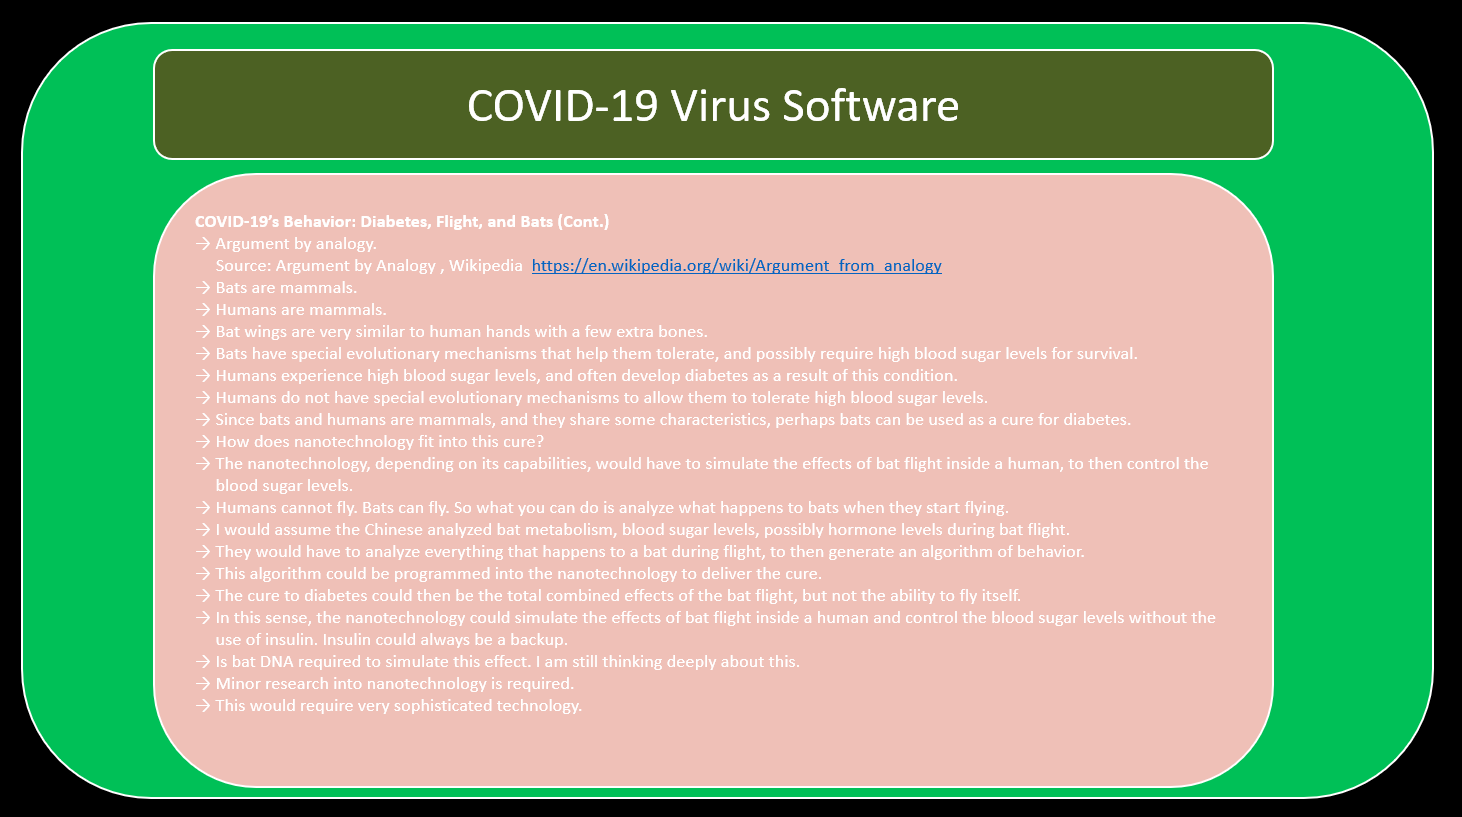 COVID-19 Virus Software
COVID-19’s Behavior: Diabetes, Flight, and Bats (Cont.)
→ Argument by analogy.
Source: Argument by Analogy , Wikipedia https://en.wikipedia.org/wiki/Argument_from_analogy
→ Bats are mammals.
→ Humans are mammals.
→ Bat wings are very similar to human hands with a few extra bones.
→ Bats have special evolutionary mechanisms that help them tolerate, and possibly require high blood sugar levels for survival.
→ Humans experience high blood sugar levels, and often develop diabetes as a result of this condition.
→ Humans do not have special evolutionary mechanisms to allow them to tolerate high blood sugar levels.
→ Since bats and humans are mammals, and they share some characteristics, perhaps bats can be used as a cure for diabetes.
→ How does nanotechnology fit into this cure?
→ The nanotechnology, depending on its capabilities, would have to simulate the effects of bat flight inside a human, to then control the
blood sugar levels.
→ Humans cannot fly. Bats can fly. So what you can do is analyze what happens to bats when they start flying.
→ I would assume the Chinese analyzed bat metabolism, blood sugar levels, possibly hormone levels during bat flight.
→ They would have to analyze everything that happens to a bat during flight, to then generate an algorithm of behavior.
→ This algorithm could be programmed into the nanotechnology to deliver the cure.
→ The cure to diabetes could then be the total combined effects of the bat flight, but not the ability to fly itself.
→ In this sense, the nanotechnology could simulate the effects of bat flight inside a human and control the blood sugar levels without the
use of insulin. Insulin could always be a backup.
→ Is bat DNA required to simulate this effect. I am still thinking deeply about this.
→ Minor research into nanotechnology is required.
→ This would require very sophisticated technology.